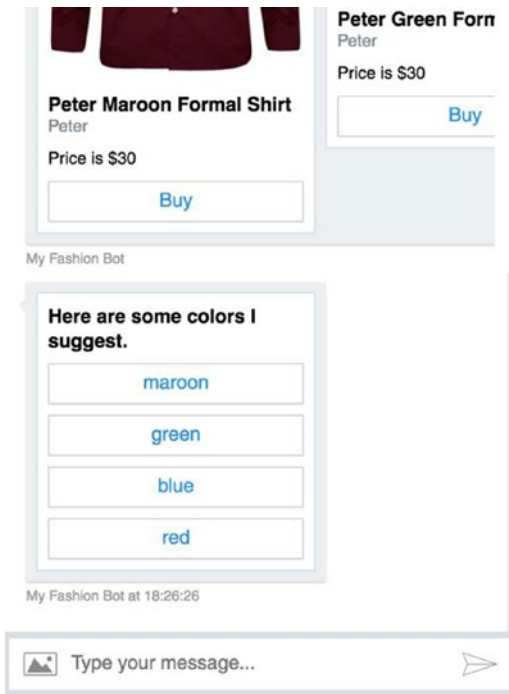 Peter Maroon Formal Shirt
Peter
Price is $30
Buy
Peter Green Form
Peter
Price is $30
Buy
My Fashion Bot
Here are some colors I
suggest.
maroon
green
blue
red
My Fashion Bot at 18:26:26
Type your message...